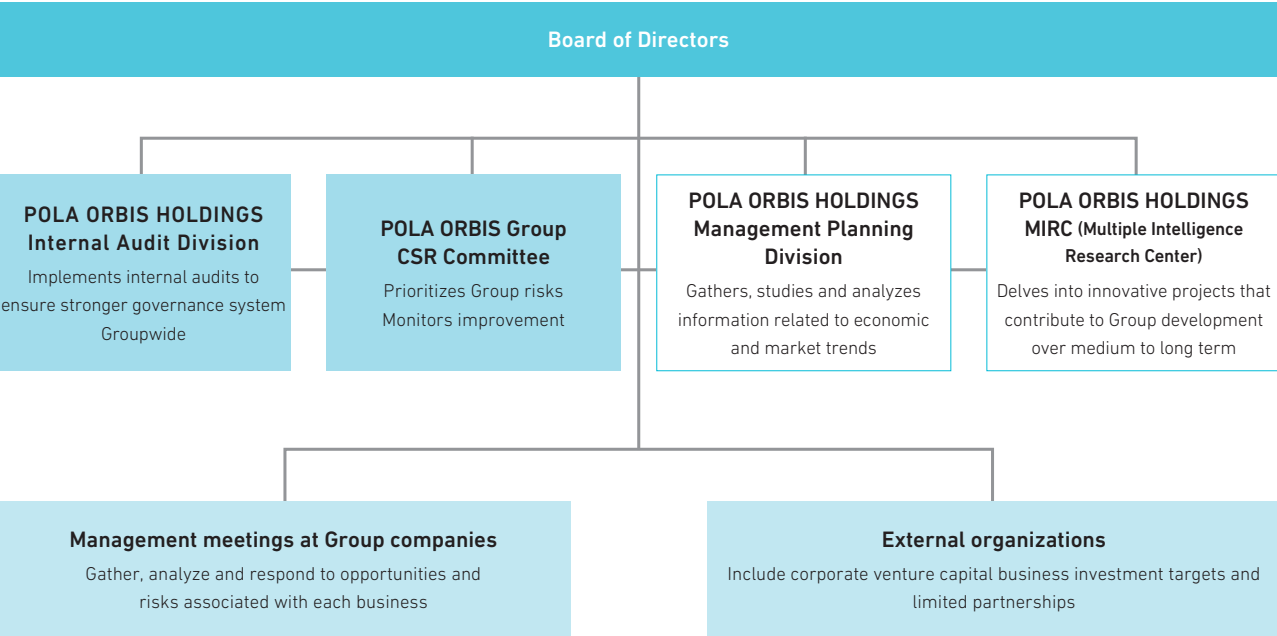 Board of Directors
POLA ORBIS HOLDINGS
Internal Audit Division
Implements internal audits to
ensure stronger governance system
Groupwide
POLA ORBIS Group
CSR Committee
Prioritizes Group risks
Monitors improvement
POLA ORBIS HOLDINGS
Management Planning
Division
Gathers, studies and analyzes
information related to economic
and market trends
POLA ORBIS HOLDINGS
MIRC (Multiple Intelligence
Research Center)
Delves into innovative projects that
contribute to Group development
over medium to long term
Management meetings at Group companies
Gather, analyze and respond to opportunities and
risks associated with each business
External organizations
Include corporate venture capital business investment targets and
limited partnerships